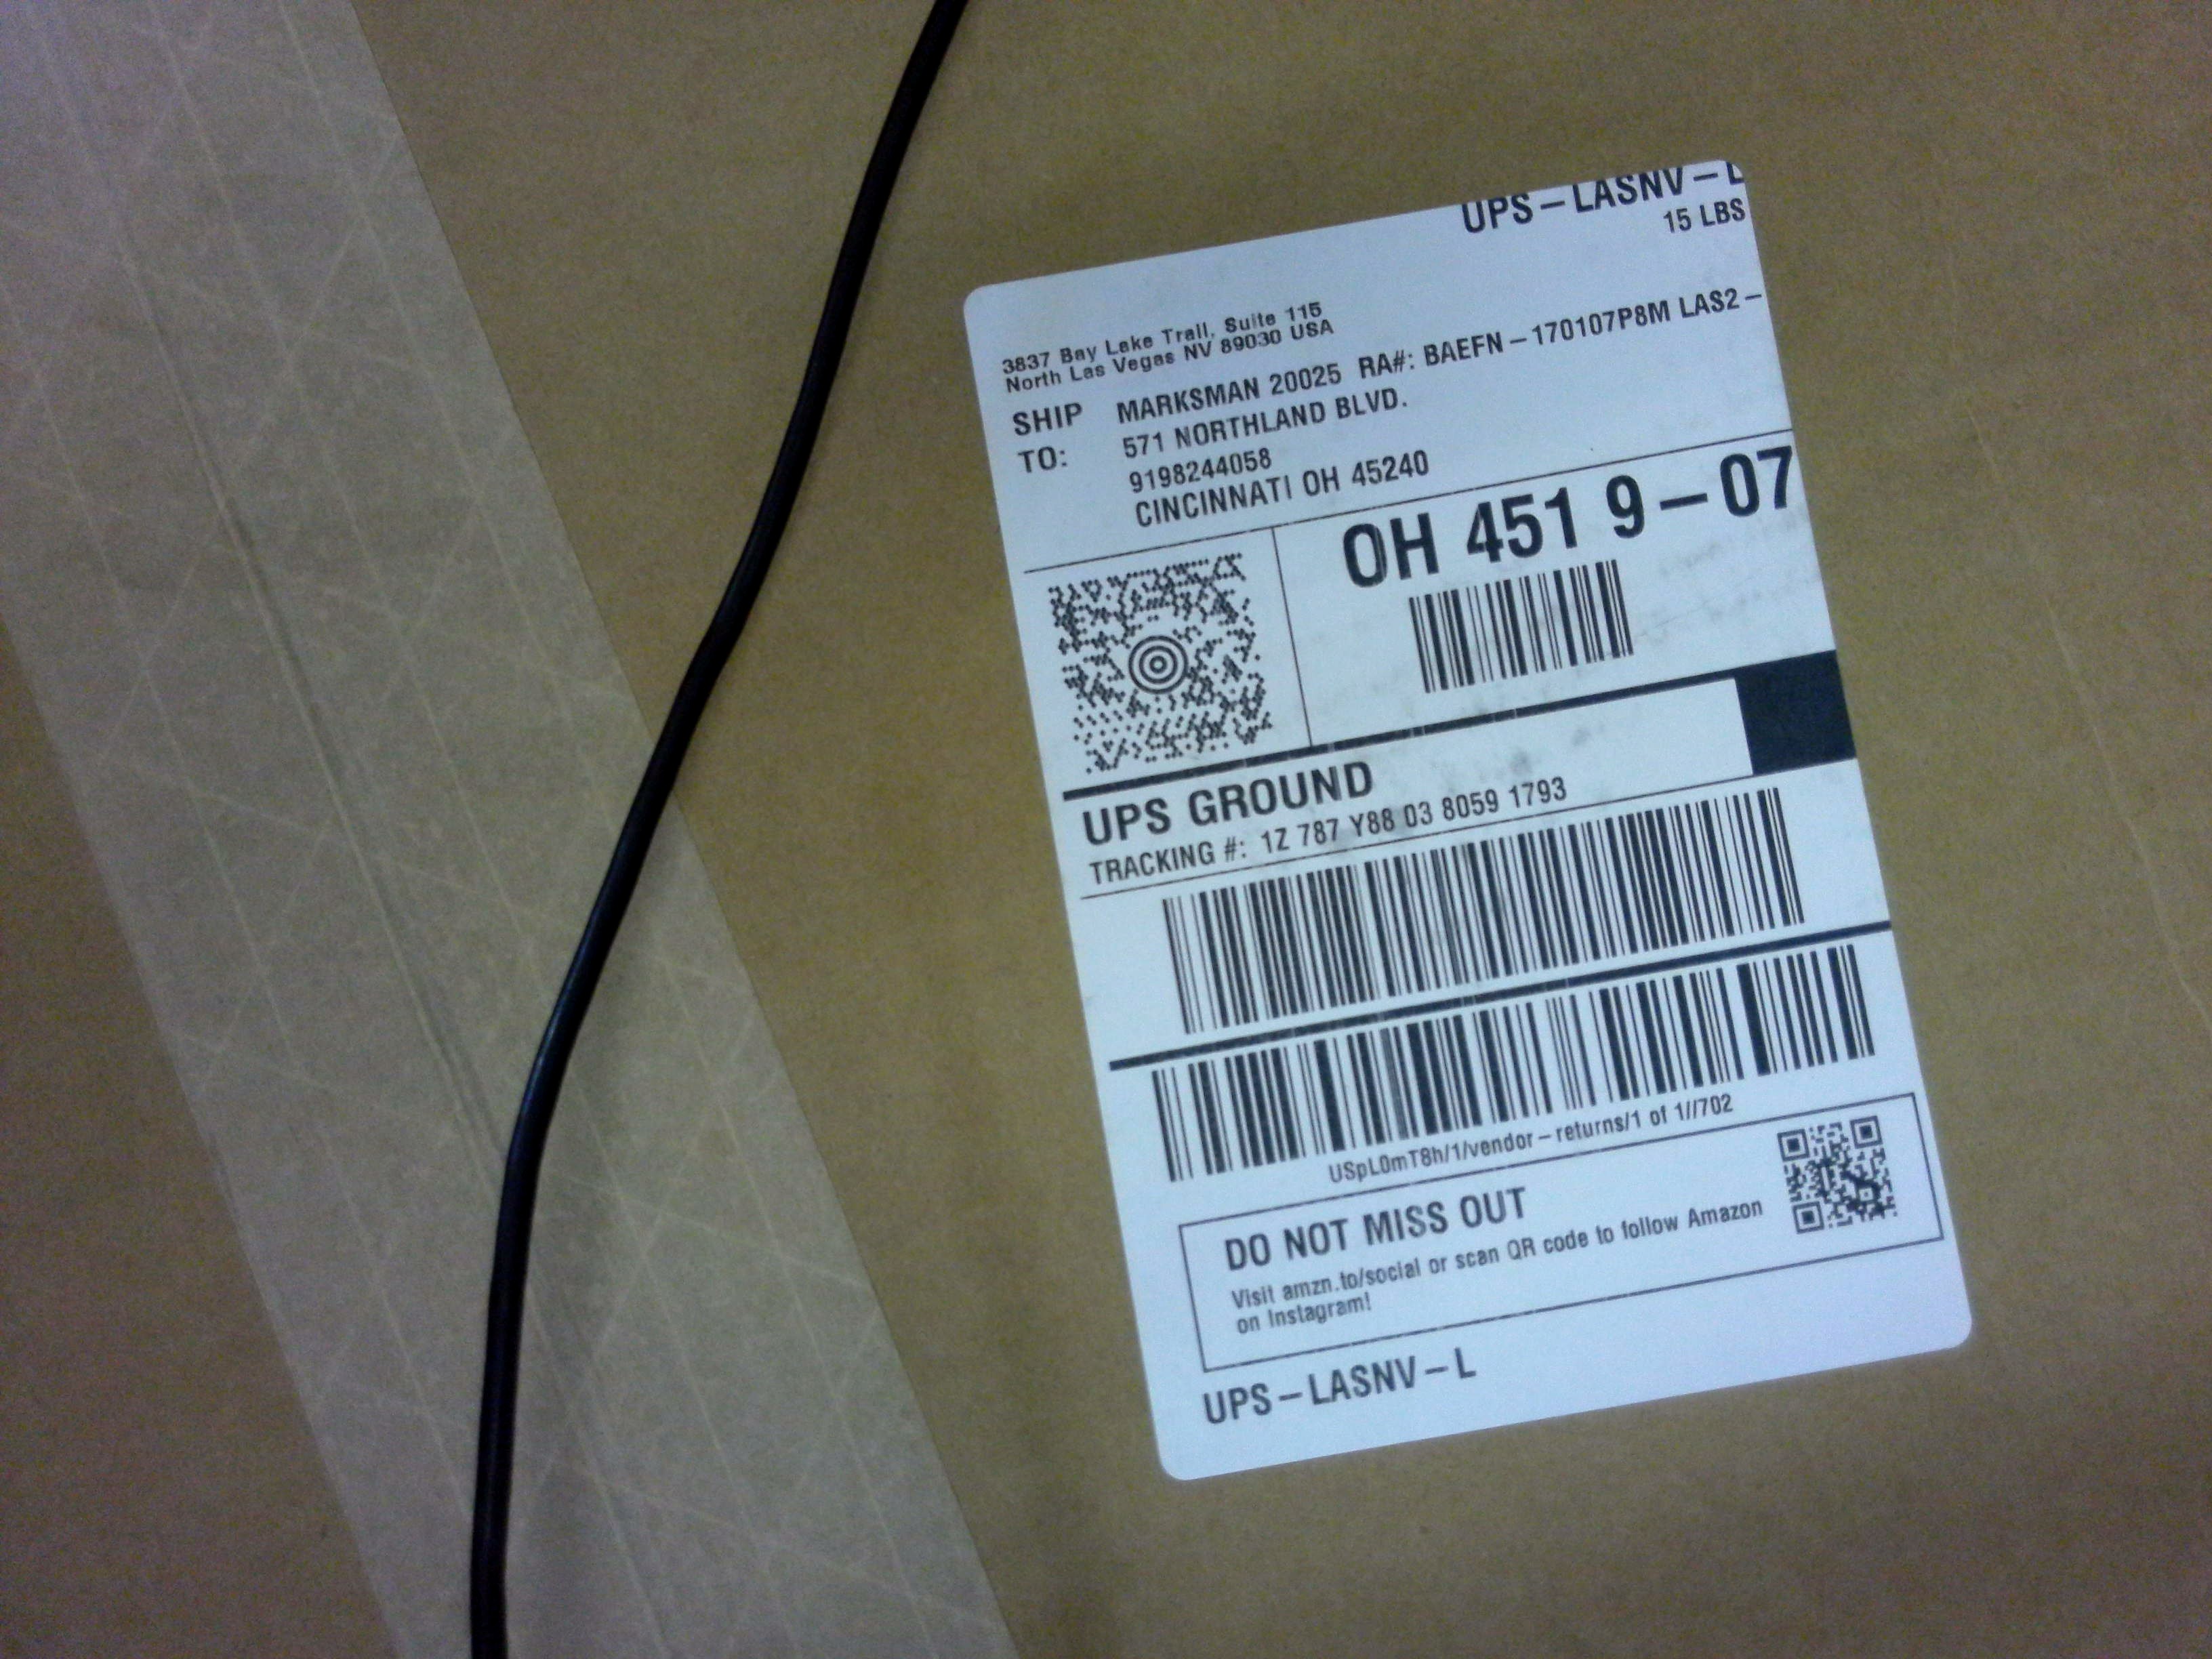 UPS – LASNV – L
15 LBS
3837 Bay Lake Trail, Suite 115
North Las Vegas NV 89030 USA
SHIP
TO:
MARKSMAN 20025 RA#: BAEFN – 170107P8M LAS2 –
571 NORTHLAND BLVD.
9198244058
CINCINNATI OH 45240
OH 451 9 – 07
UPS GROUND
TRACKING #: 1Z 787 Y88 03 8059 1793
USpL0mT8h/1/vendor – returns/1 of 1//702
DO NOT MISS OUT
Visit amzn.to/social or scan QR code to follow Amazon
on Instagram!
UPS – LASNV – L